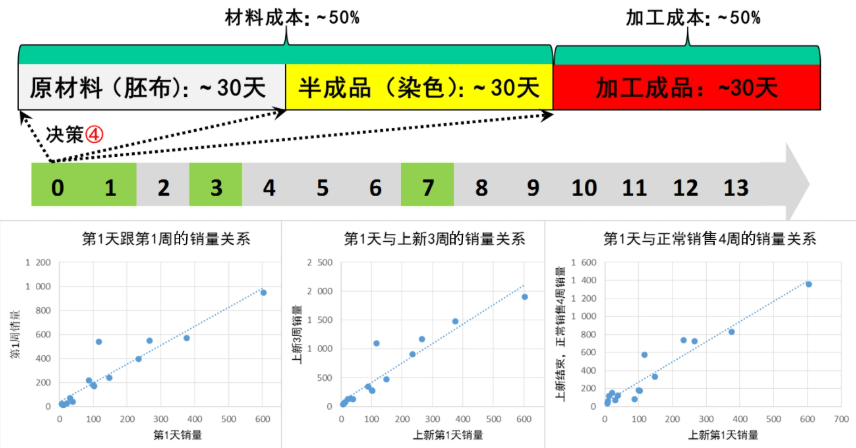 材料成本: ~50%
加工成本: ~50%
原材料（胚布): ~30天
半成品（染色): ~30天
加工成品：~30天
决策④
0 1 2 3 4 5 6 7 8 9 10 11 12 13
第1天跟第1周的销量关系
第1周销量
1 200
1 000
800
600
400
200
0
0 100 200 300 400 500 600
第1天销量
第1天与上新3周的销量关系
上新3周销量
2 500
2 000
1 500
1 000
500
0
0 100 200 300 400 500 600
上新第1天销量
第1天与正常销售4周的销量关系
上新结束，正常销售4周销量
1 600
1 400
1 200
1 000
800
600
400
200
0
0 100 200 300 400 500 600 700
上新第1天销量